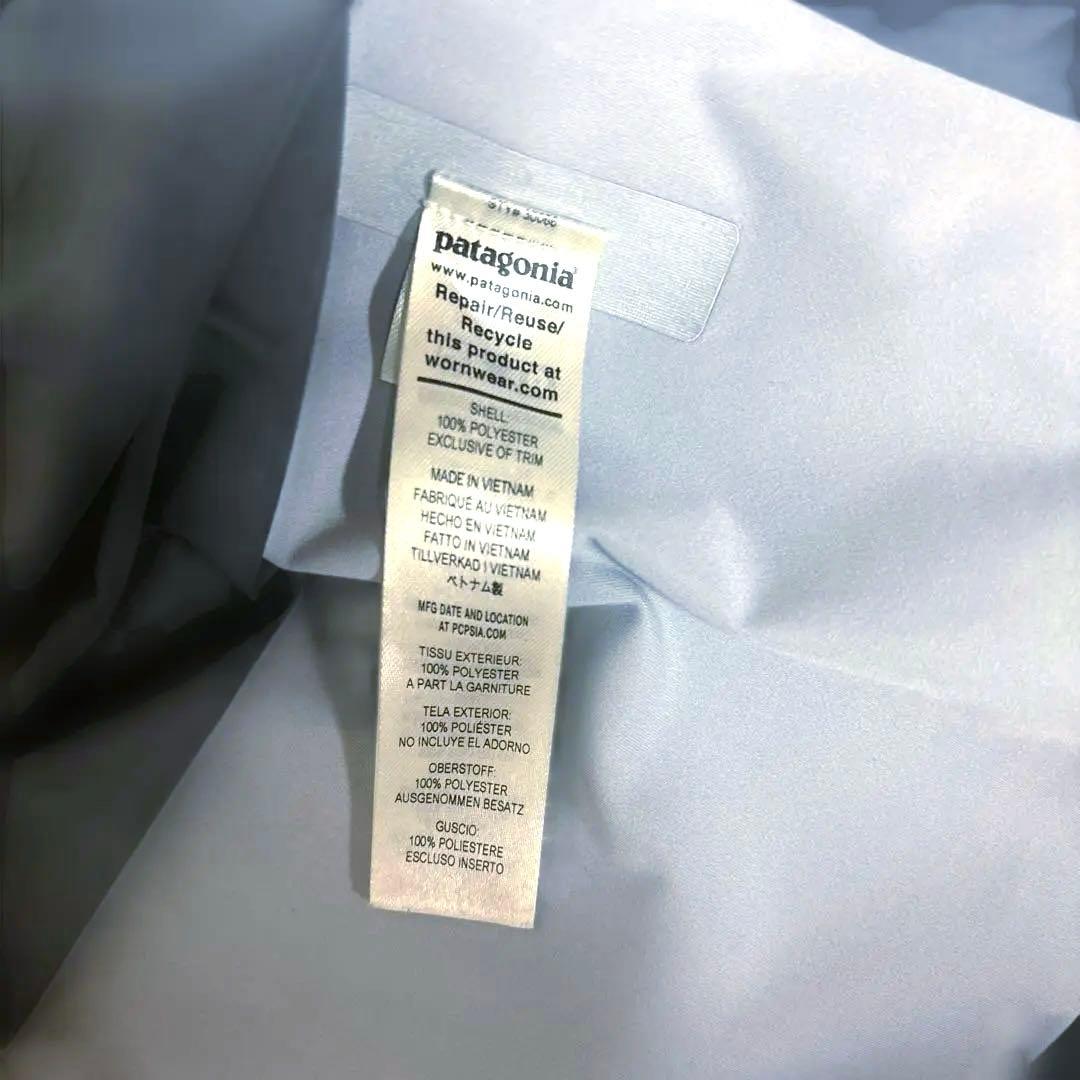 STY#
patagonia
www.patagonia.com
Repair/Reuse/
Recycle
this product at
wornwear.com
SHELL:
100% POLYESTER
EXCLUSIVE OF TRIM
MADE IN VIETNAM
FABRIQUÉ AU VIETNAM
HECHO EN VIETNAM
FATTO IN VIETNAM
TILLVERKAD I VIETNAM
ベトナム製
MFG DATE AND LOCATION
AT PCPSIA.COM
TISSU EXTERIEUR:
100% POLYESTER
A PART LA GARNITURE
TELA EXTERIOR:
100% POLIÉSTER
NO INCLUYE EL ADORNO
OBERSTOFF:
100% POLYESTER
AUSGENOMMEN BESATZ
GUSCIO:
100% POLIESTERE
ESCLUSO INSERTO